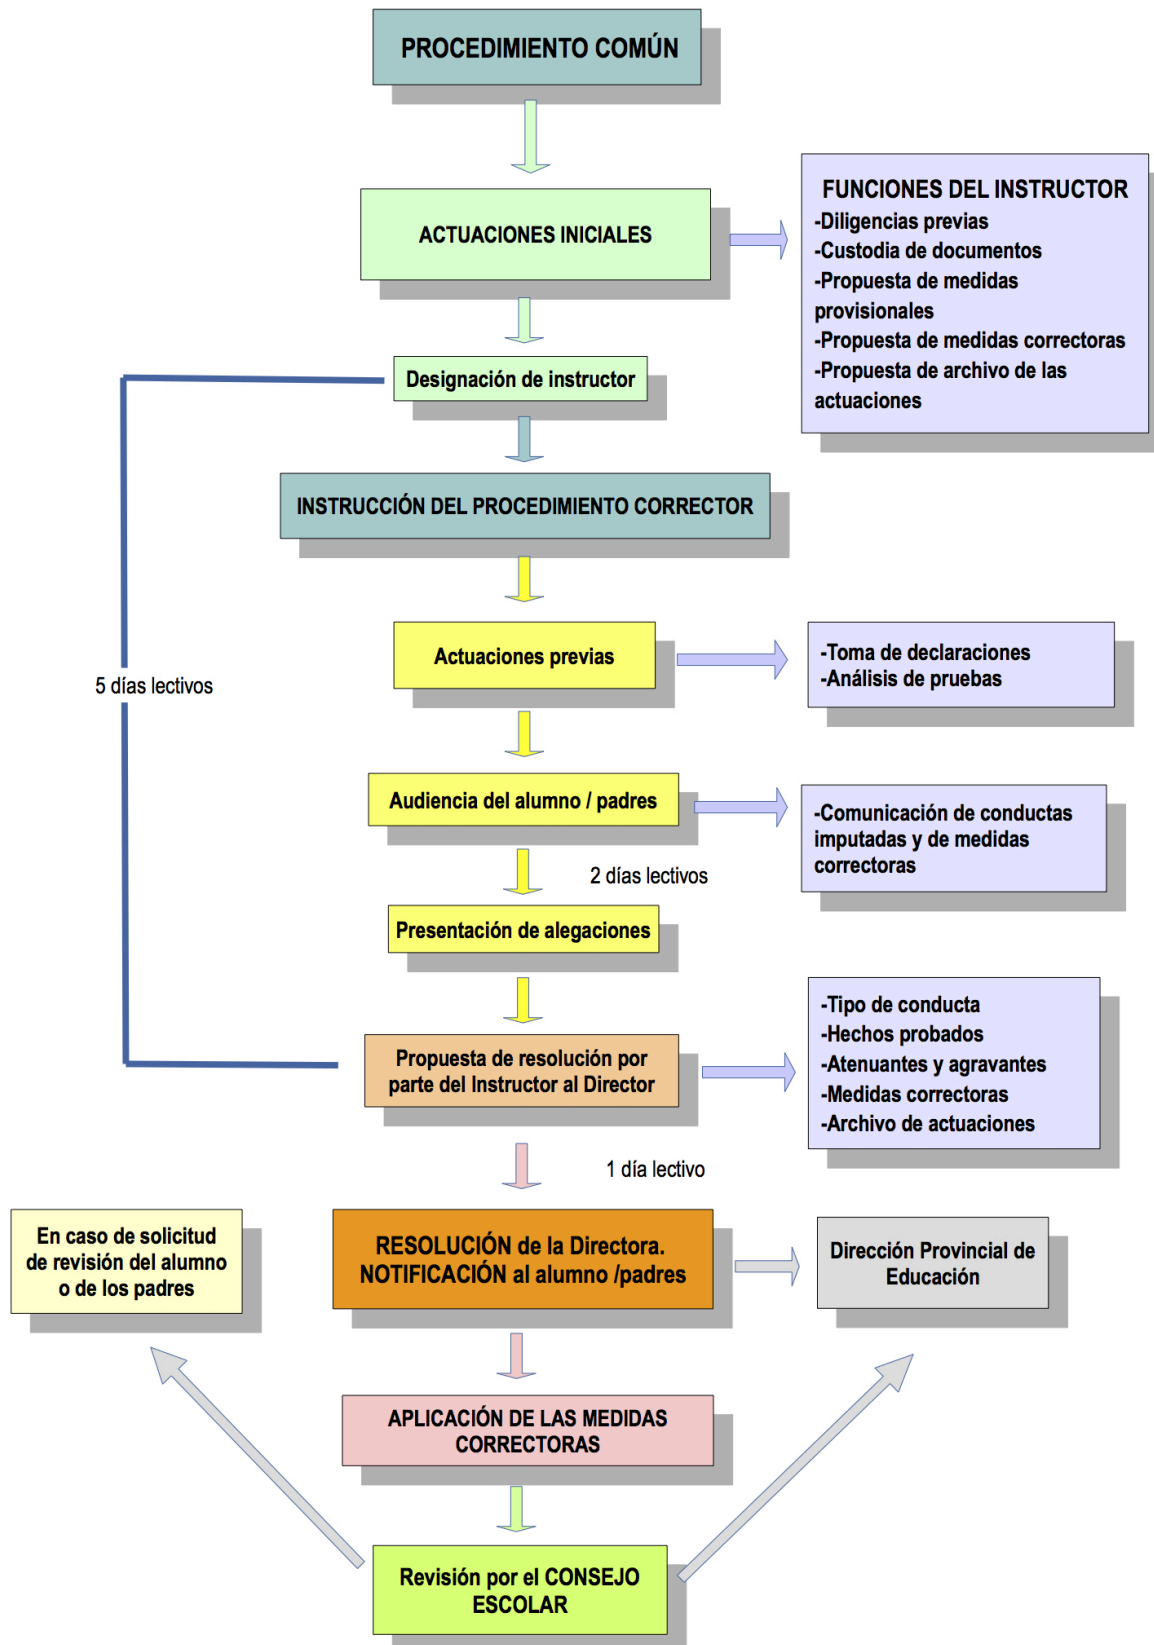 PROCEDIMIENTO COMÚN
ACTUACIONES INICIALES
FUNCIONES DEL INSTRUCTOR
-Diligencias previas
-Custodia de documentos
-Propuesta de medidas
provisionales
-Propuesta de medidas correctoras
-Propuesta de archivo de las
actuaciones
Designación de instructor
INSTRUCCIÓN DEL PROCEDIMIENTO CORRECTOR
5 días lectivos
Actuaciones previas
-Toma de declaraciones
-Análisis de pruebas
Audiencia del alumno / padres
-Comunicación de conductas
imputadas y de medidas
correctoras
2 días lectivos
Presentación de alegaciones
Propuesta de resolución por
parte del Instructor al Director
-Tipo de conducta
-Hechos probados
-Atenuantes y agravantes
-Medidas correctoras
-Archivo de actuaciones
1 día lectivo
En caso de solicitud
de revisión del alumno
o de los padres
RESOLUCIÓN de la Directora.
NOTIFICACIÓN al alumno /padres
Dirección Provincial de
Educación
APLICACIÓN DE LAS MEDIDAS
CORRECTORAS
Revisión por el CONSEJO
ESCOLAR